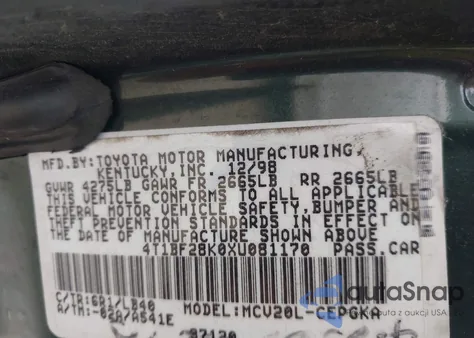 MFD.BY:TOYOTA MOTOR MANUFACTURING,
KENTUCKY,INC. 12/98
GVWR 4275LB GAWR FR 2665LB RR 2665LB
THIS VEHICLE CONFORMS TO ALL APPLICABLE
FEDERAL MOTOR VEHICLE SAFETY, BUMPER AND
THEFT PREVENTION STANDARDS IN EFFECT ON
THE DATE OF MANUFACTURE SHOWN ABOVE
4T1BF28K0XU081170 PASS.CAR
C/TR:6R1/LB40 MODEL:MCV20L-CEPGKA
A/TM:-03A/A541E
87120
autoSnap